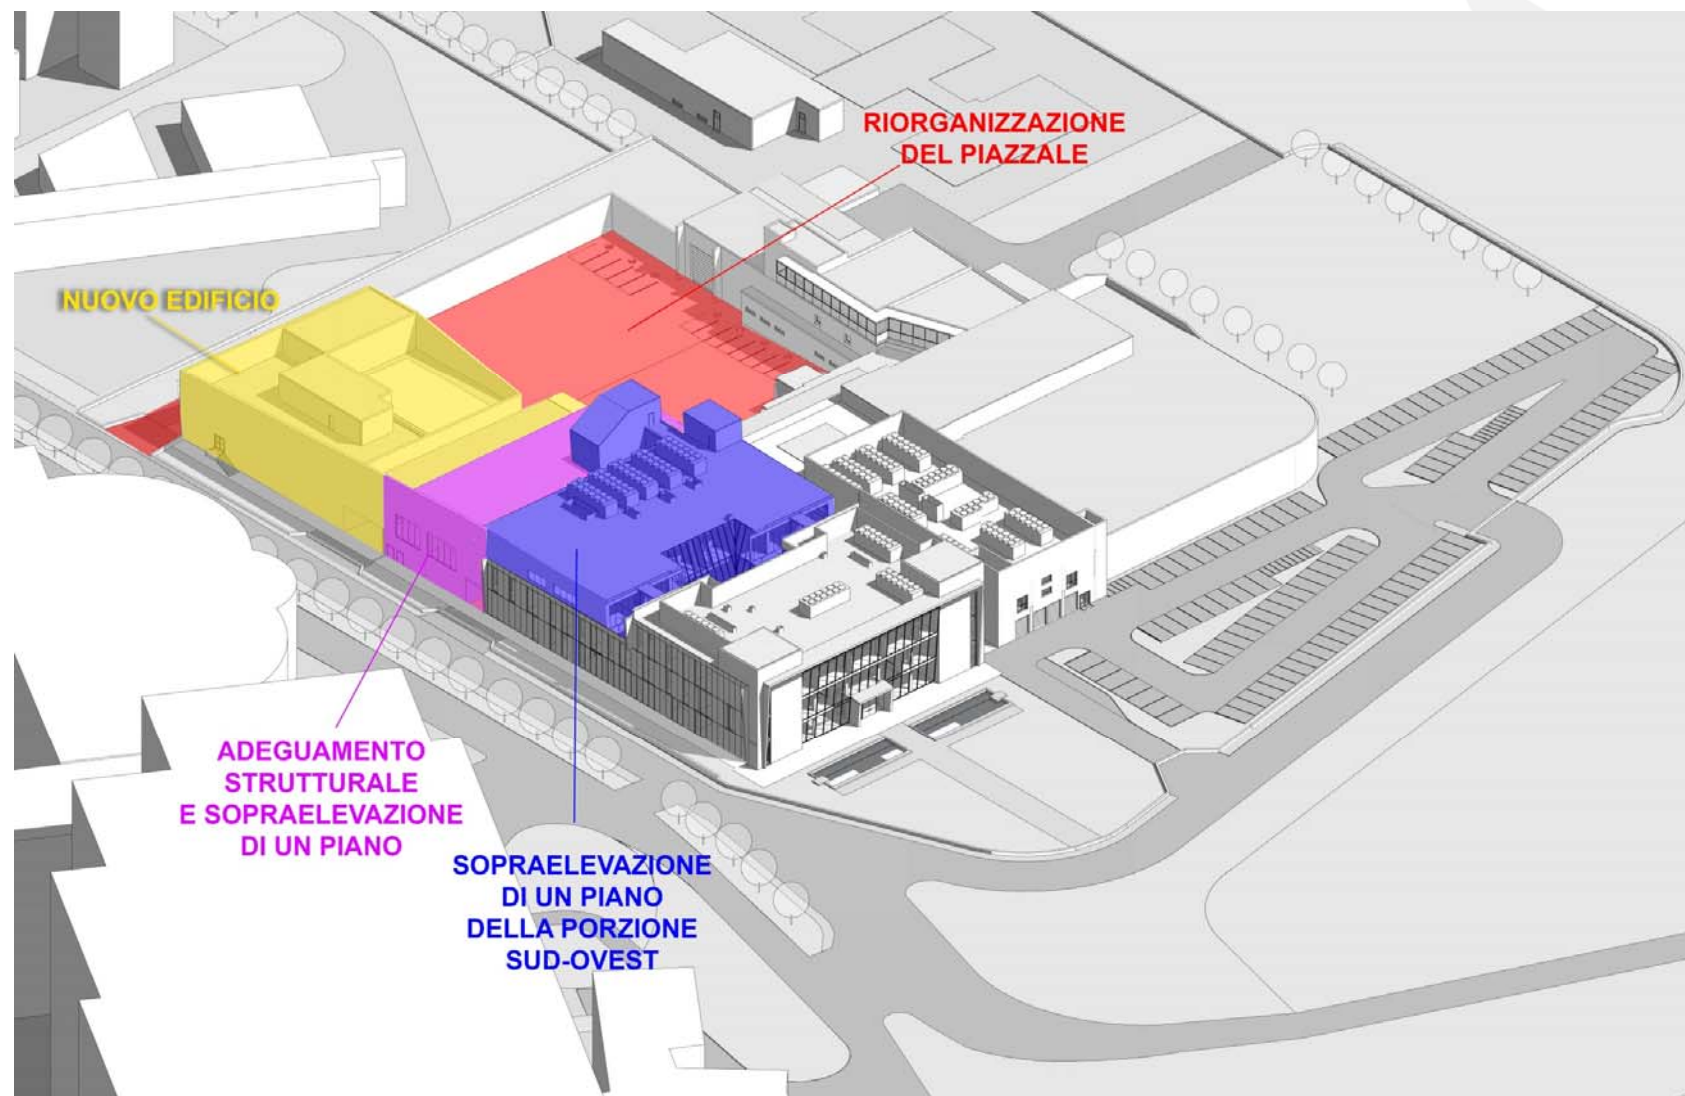 RIORGANIZZAZIONE
DEL PIAZZALE
NUOVO EDIFICIO
ADEGUAMENTO
STRUTTURALE
E SOPRAELEVAZIONE
DI UN PIANO
SOPRAELEVAZIONE
DI UN PIANO
DELLA PORZIONE
SUD-OVEST